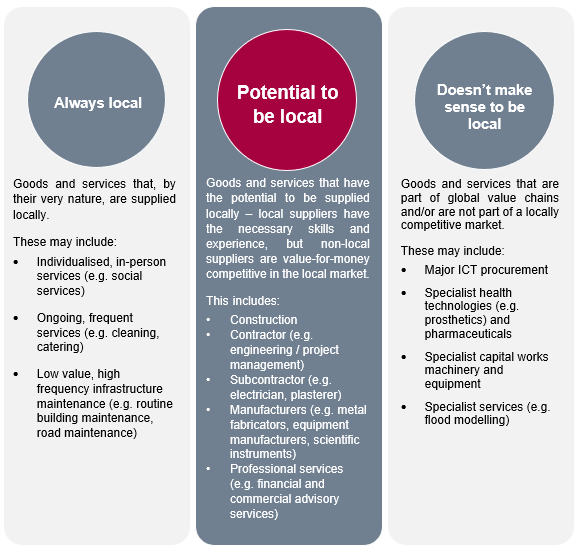 Always local
Goods and services that, by
their very nature, are supplied
locally.
These may include:
• Individualised, in-person
services (e.g. social
services)
• Ongoing, frequent
services (e.g. cleaning,
catering)
• Low value, high
frequency infrastructure
maintenance (e.g. routine
building maintenance,
road maintenance)
Potential to
be local
Goods and services that have
the potential to be supplied
locally – local suppliers have
the necessary skills and
experience, but non-local
suppliers are value-for-money
competitive in the local market.
This includes:
• Construction
• Contractor (e.g.
engineering / project
management)
• Subcontractor (e.g.
electrician, plasterer)
• Manufacturers (e.g. metal
fabricators, equipment
manufacturers, scientific
instruments)
• Professional services
(e.g. financial and
commercial advisory
services)
Doesn't make
sense to be
local
Goods and services that are
part of global value chains
and/or are not part of a locally
competitive market.
These may include:
• Major ICT procurement
• Specialist health
technologies (e.g.
prosthetics) and
pharmaceuticals
• Specialist capital works
machinery and
equipment
• Specialist services (e.g.
flood modelling)